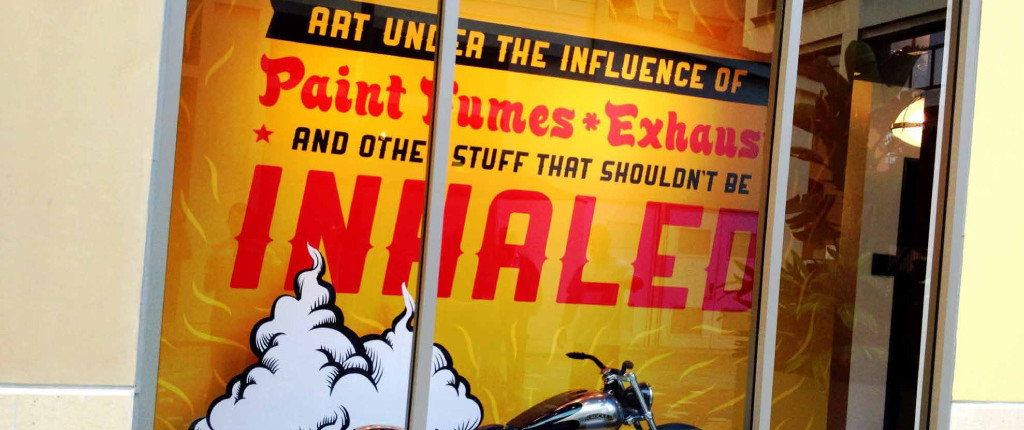 ART UNDER THE INFLUENCE OF
Paint Fumes * Exhaust
★ AND OTHER STUFF THAT SHOULDN'T BE
INHALED